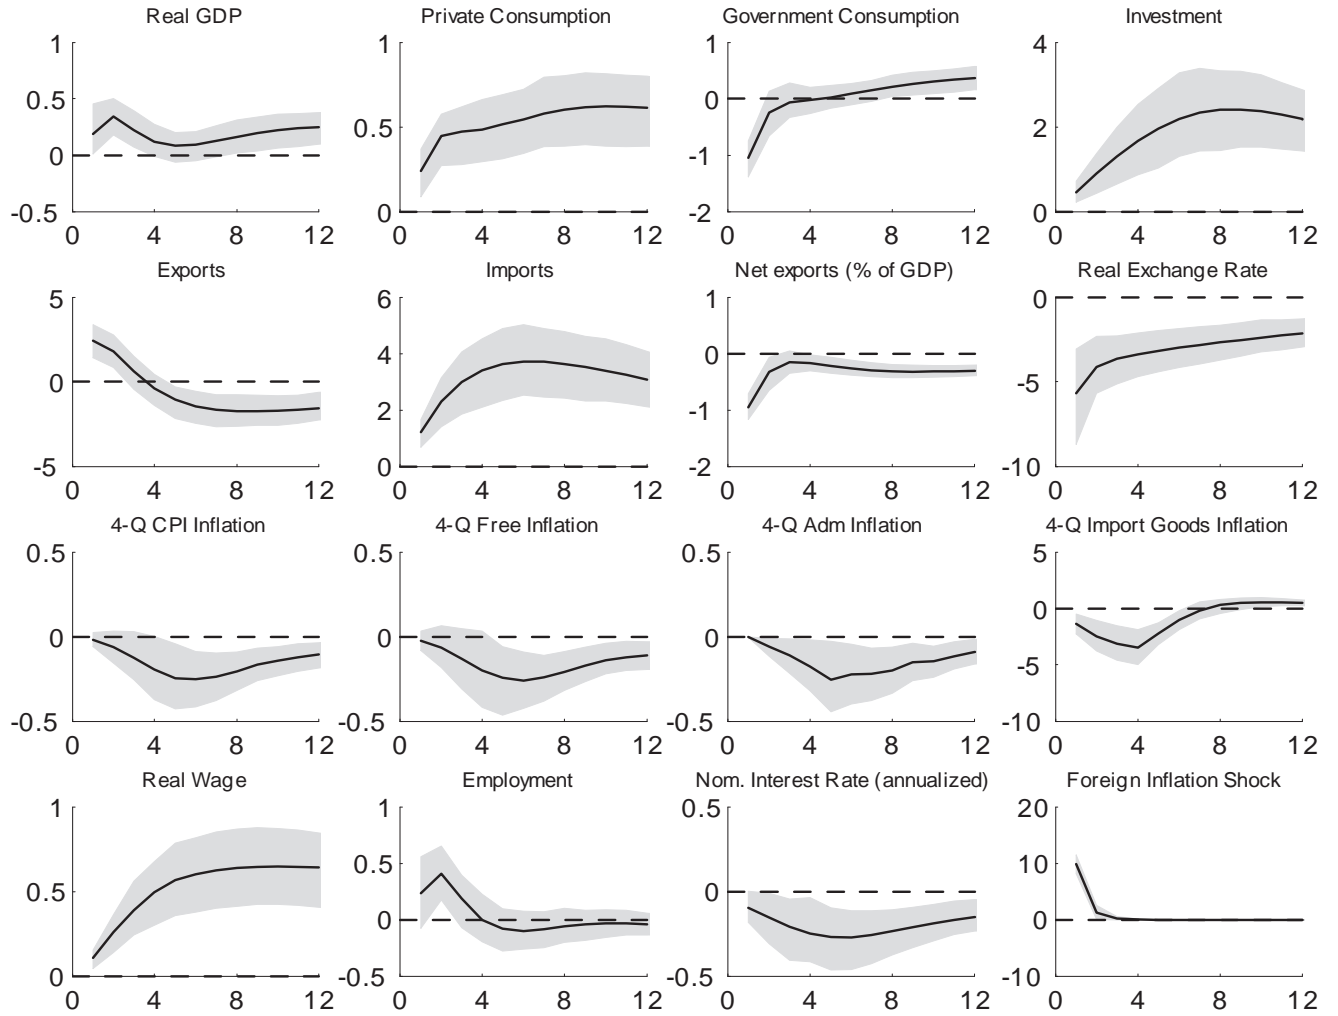 Real GDP
Private Consumption
Government Consumption
Investment
1
0.5
0
-0.5
0 4 8 12
1
0.5
0
0 4 8 12
1
0
-1
-2
0 4 8 12
4
2
0
0 4 8 12
Exports
Imports
Net exports (% of GDP)
Real Exchange Rate
5
0
-5
0 4 8 12
6
4
2
0
0 4 8 12
1
0
-1
-2
0 4 8 12
0
-5
-10
0 4 8 12
4-Q CPI Inflation
4-Q Free Inflation
4-Q Adm Inflation
4-Q Import Goods Inflation
0.5
0
-0.5
0 4 8 12
0.5
0
-0.5
0 4 8 12
0.5
0
-0.5
0 4 8 12
5
0
-5
-10
0 4 8 12
Real Wage
Employment
Nom. Interest Rate (annualized)
Foreign Inflation Shock
1
0.5
0
0 4 8 12
1
0.5
0
-0.5
0 4 8 12
0.5
0
-0.5
0 4 8 12
20
10
0
-10
0 4 8 12